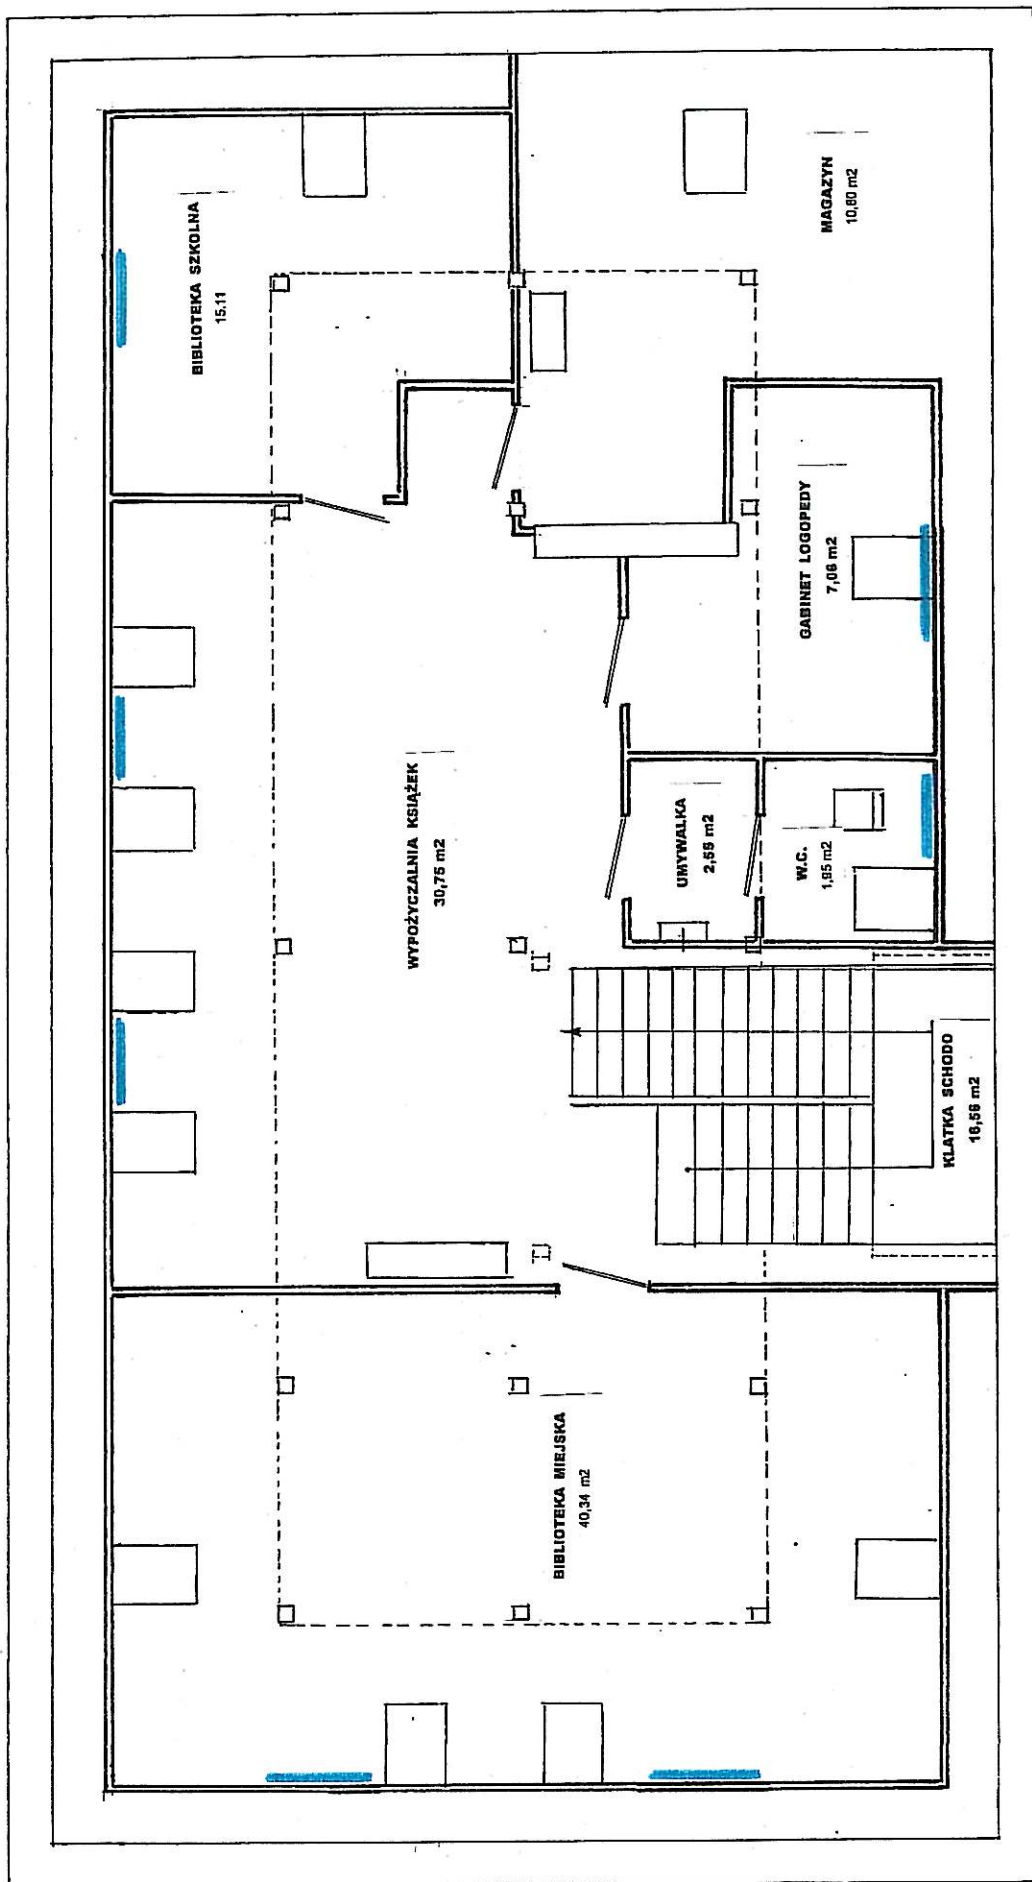 BIBLIOTEKA SZKOLNA
15.11
MAGAZYN
10,80 m2
GABINET LOGOPEDY
7,06 m2
WYPOŻYCZALNIA KSIĄŻEK
30,75 m2
UMYWALKA
2,55 m2
W.C.
1,95 m2
KLATKA SCHODO
16,56 m2
BIBLIOTEKA MIEJSKA
40,34 m2